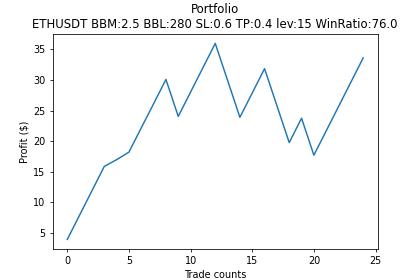 Portfolio
ETHUSDT BBM:2.5 BBL:280 SL:0.6 TP:0.4 lev:15 WinRatio:76.0
Profit ($)
35
30
25
20
15
10
5
0 5 10 15 20 25
Trade counts